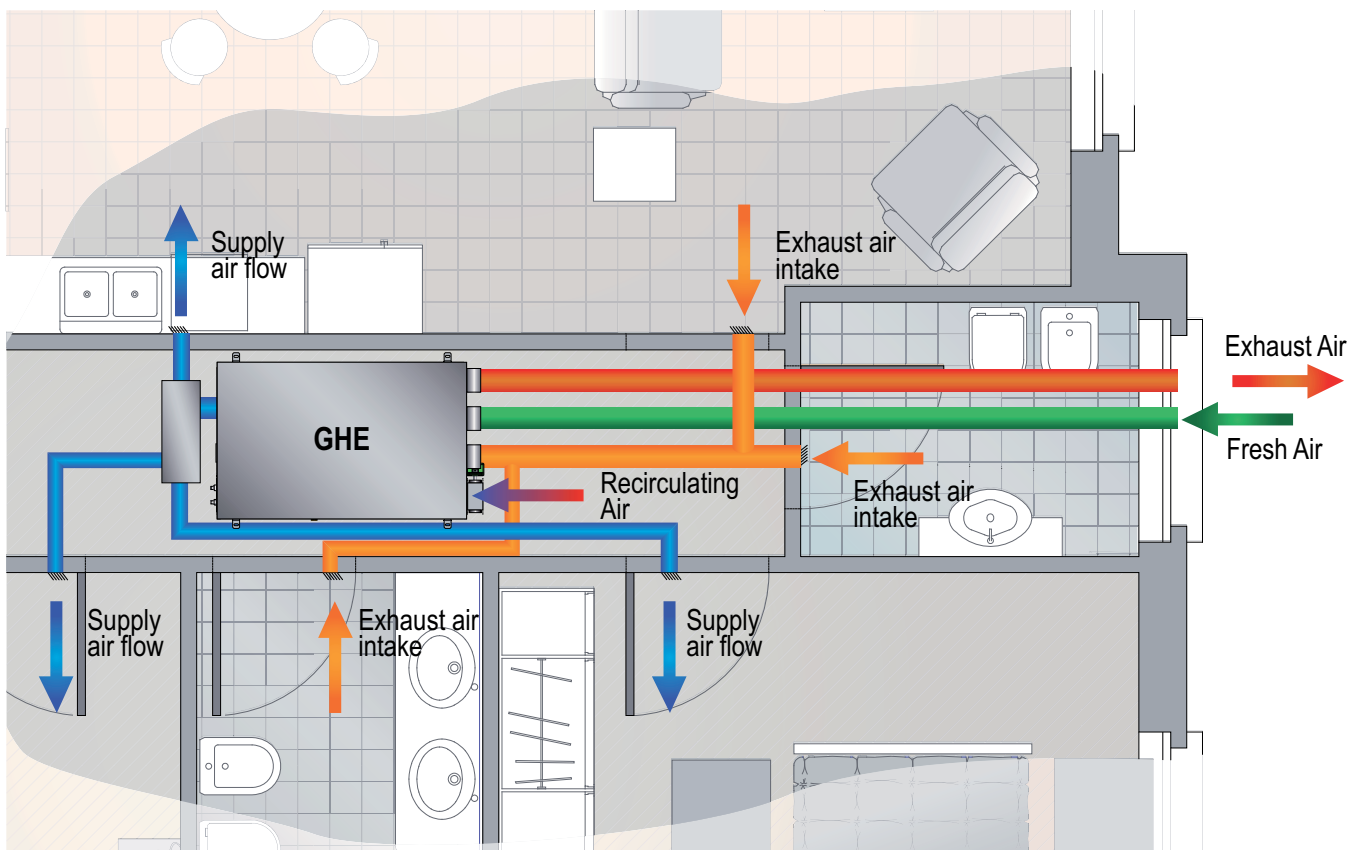 Supply
air flow
Exhaust air
intake
Exhaust Air
GHE
Fresh Air
Recirculating
Air
Exhaust air
intake
Supply
air flow
Exhaust air
intake
Supply
air flow